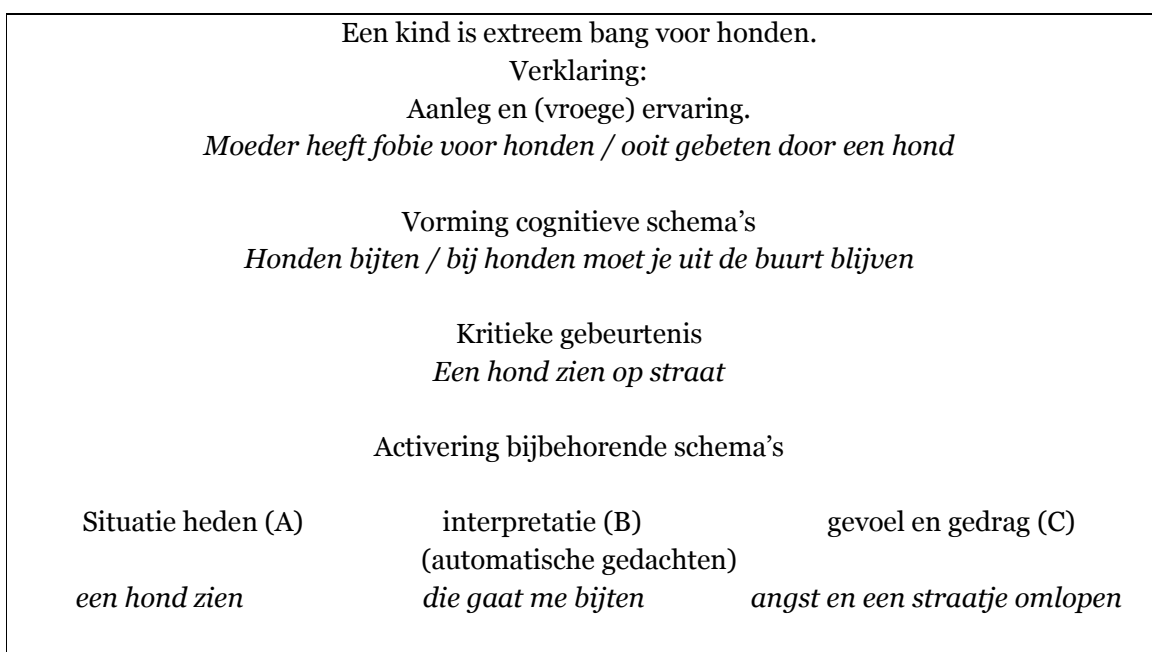 Een kind is extreem bang voor honden.
Verklaring:
Aanleg en (vroege) ervaring.
Moeder heeft fobie voor honden / ooit gebeten door een hond
Vorming cognitieve schema’s
Honden bijten / bij honden moet je uit de buurt blijven
Kritieke gebeurtenis
Een hond zien op straat
Activering bijbehorende schema’s
Situatie heden (A) interpretatie (B) gevoel en gedrag (C)
(automatische gedachten)
een hond zien die gaat me bijten angst en een straatje omlopen